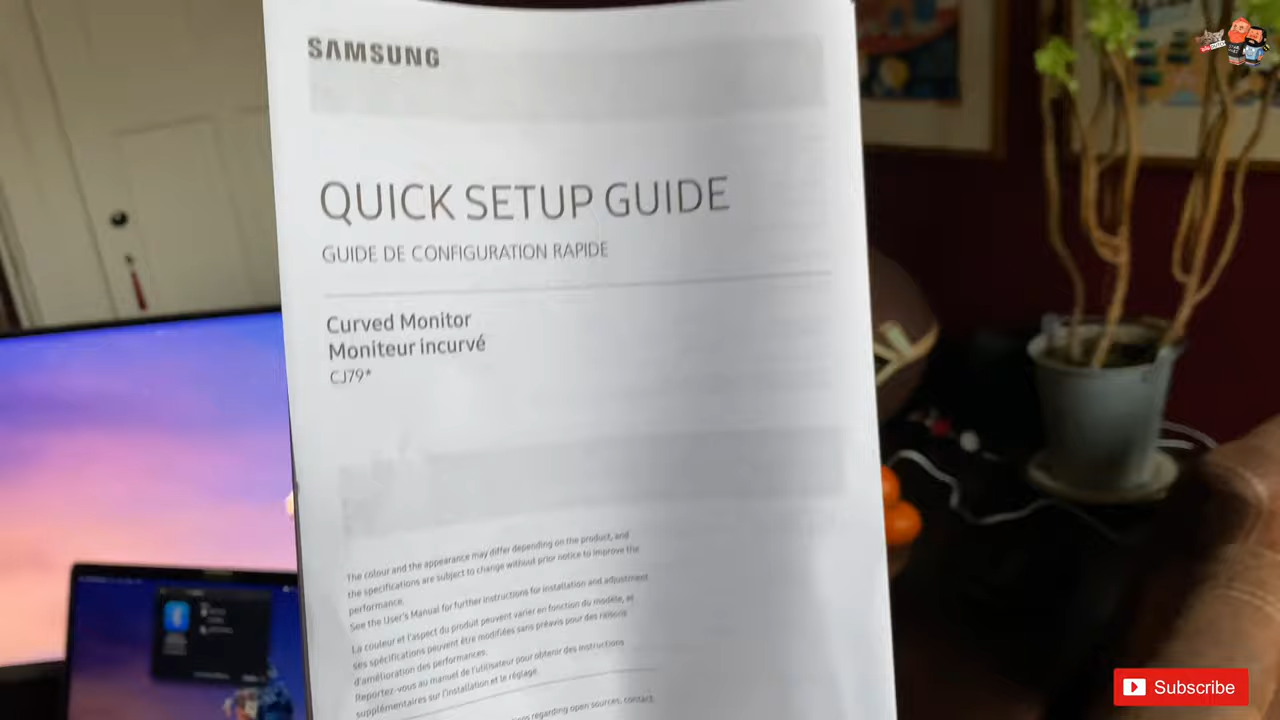 SAMSUNG
QUICK SETUP GUIDE
GUIDE DE CONFIGURATION RAPIDE
Curved Monitor
Moniteur incurvé
CJ79*
The colour and the appearance may differ depending on the product, and
the specifications are subject to change without prior notice to improve the
performance.
See the User's Manual for further instructions for installation and adjustment
La couleur et l'aspect du produit peuvent varier en fonction du modèle, et
ses spécifications peuvent être modifiées sans préavis pour des raisons
d'amélioration des performances.
Reportez-vous au manuel de l'utilisateur pour obtenir des instructions
supplémentaires sur l'installation et le réglage.
regarding open sources, contact
Subscribe